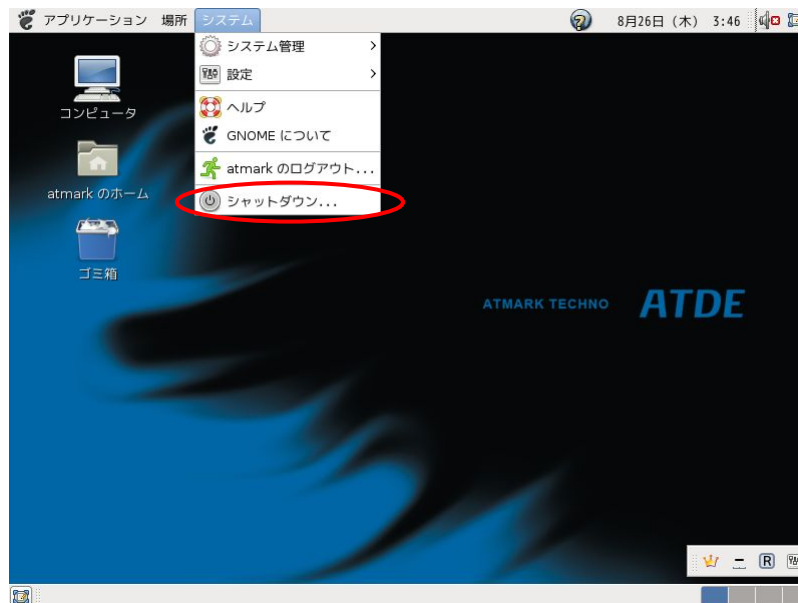 アプリケーション 場所 システム 8月26日 (木) 3:46
システム管理
設定
ヘルプ
GNOME について
atmark のログアウト...
シャットダウン...
コンピュータ
atmark のホーム
ゴミ箱
ATMARK TECHNO ATDE
R